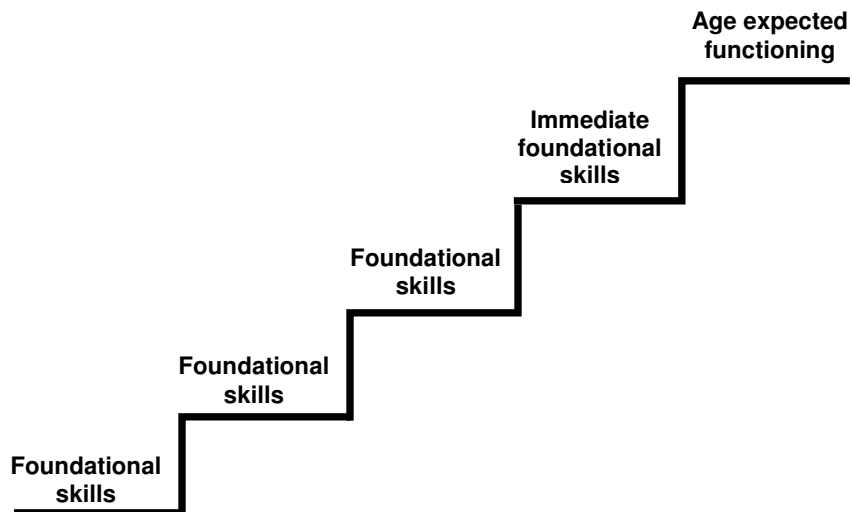 Age expected
functioning
Immediate
foundational
skills
Foundational
skills
Foundational
skills
Foundational
skills